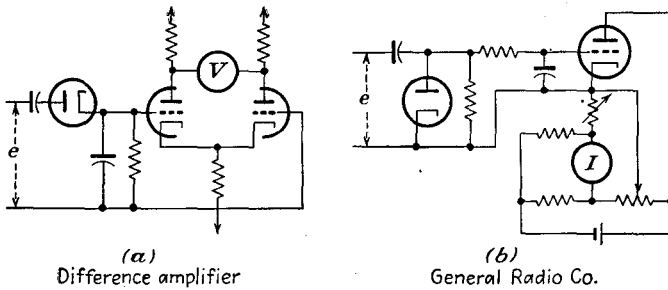 V
e
(a)
Difference amplifier
e
I
(b)
General Radio Co.